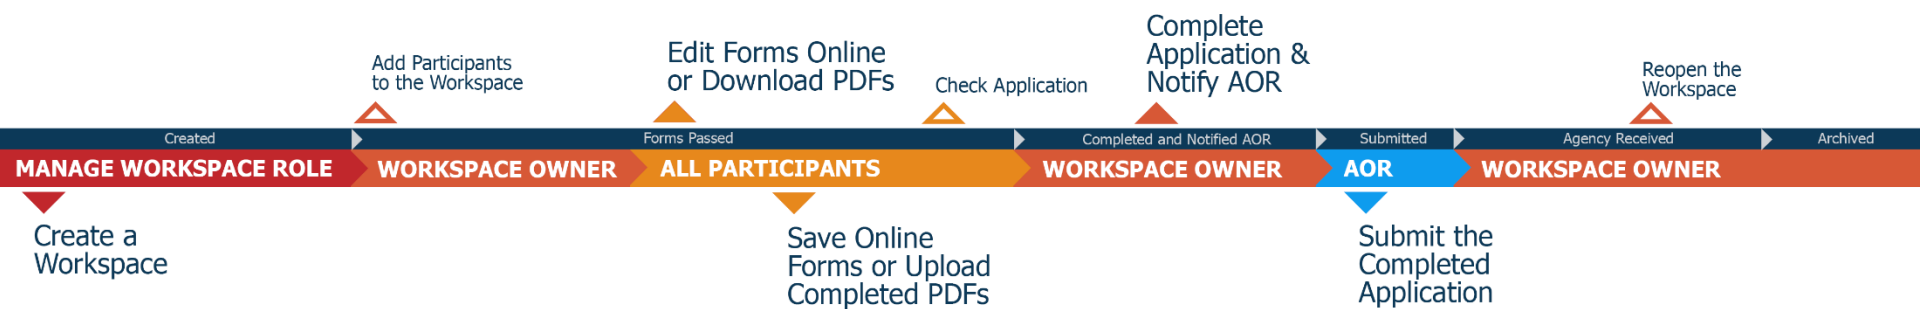 Add Participants
to the Workspace
Edit Forms Online
or Download PDFs
Check Application
Complete
Application &
Notify AOR
Reopen the
Workspace
Created
Forms Passed
Completed and Notified AOR
Submitted
Agency Received
Archived
MANAGE WORKSPACE ROLE
WORKSPACE OWNER
ALL PARTICIPANTS
WORKSPACE OWNER
AOR
WORKSPACE OWNER
Create a
Workspace
Save Online
Forms or Upload
Completed PDFs
Submit the
Completed
Application